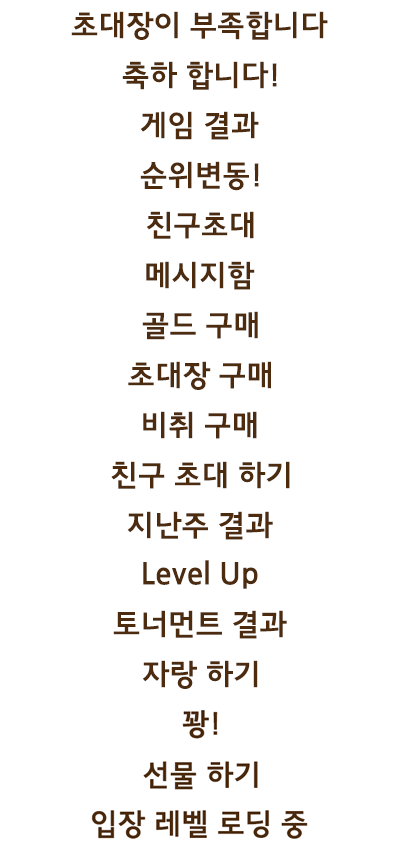 초대장이 부족합니다
축하 합니다!
게임 결과
순위변동!
친구초대
메시지함
골드 구매
초대장 구매
비취 구매
친구 초대 하기
지난주 결과
Level Up
토너먼트 결과
자랑 하기
꽝!
선물 하기
입장 레벨 로딩 중